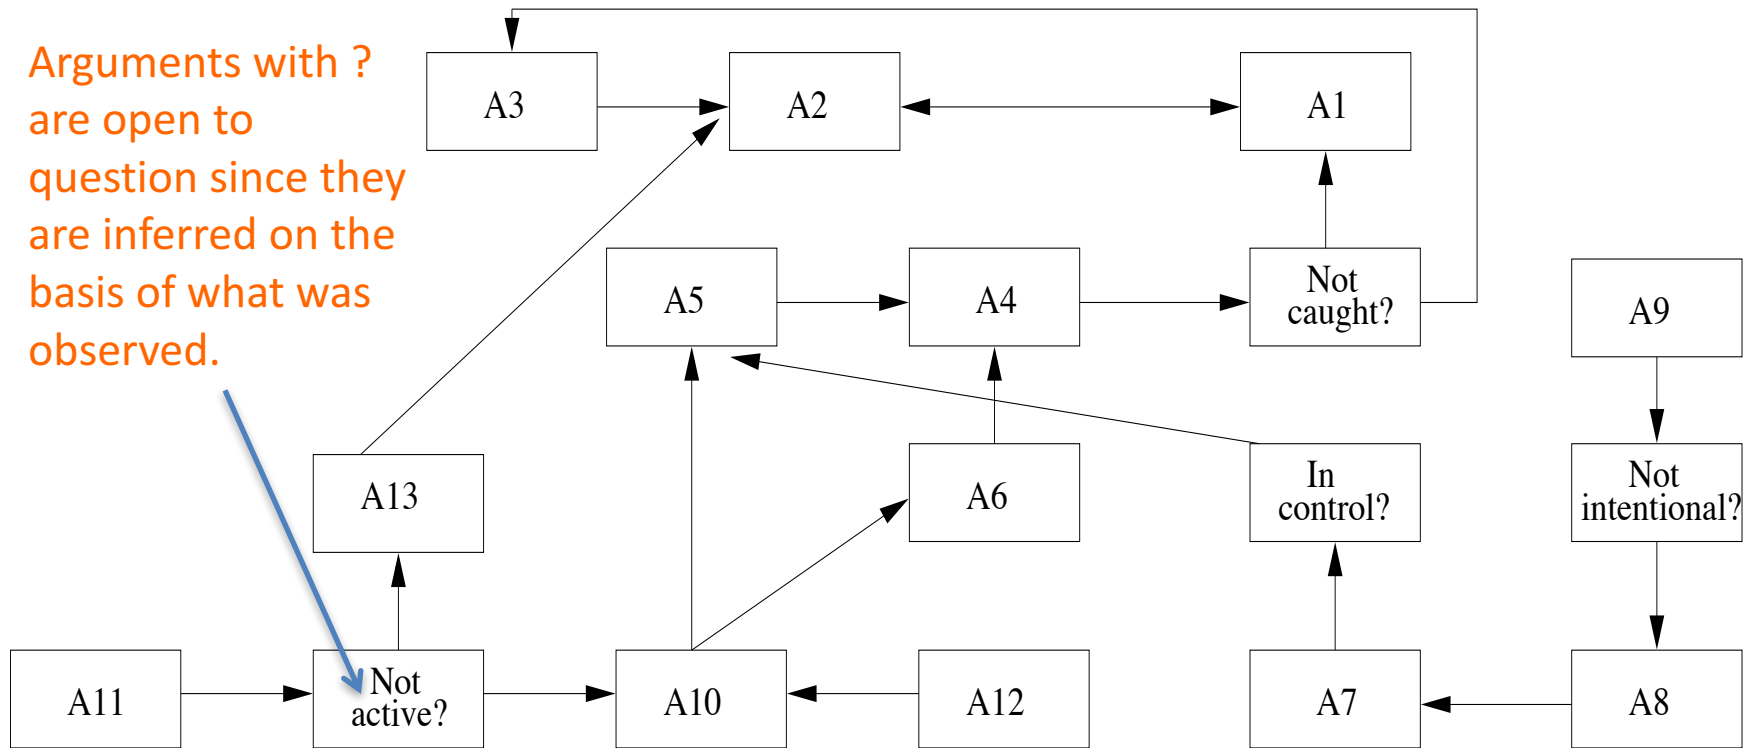 Arguments with ?
are open to
question since they
are inferred on the
basis of what was
observed.
A3
A2
A1
A5
A4
Not
caught?
A9
A13
A6
In
control?
Not
intentional?
A11
Not
active?
A10
A12
A7
A8